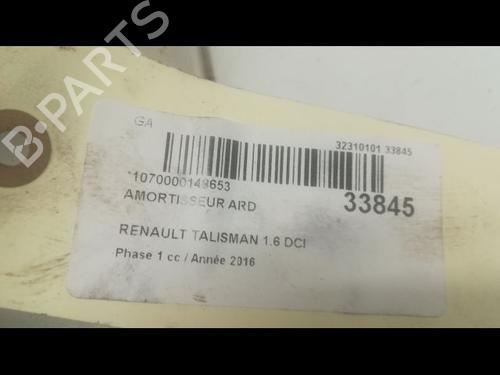 B-PARTS
GA
32310101 33845
*1070000149653
AMORTISSEUR ARD
33845
RENAULT TALISMAN 1.6 DCI
Phase 1 cc / Année 2016